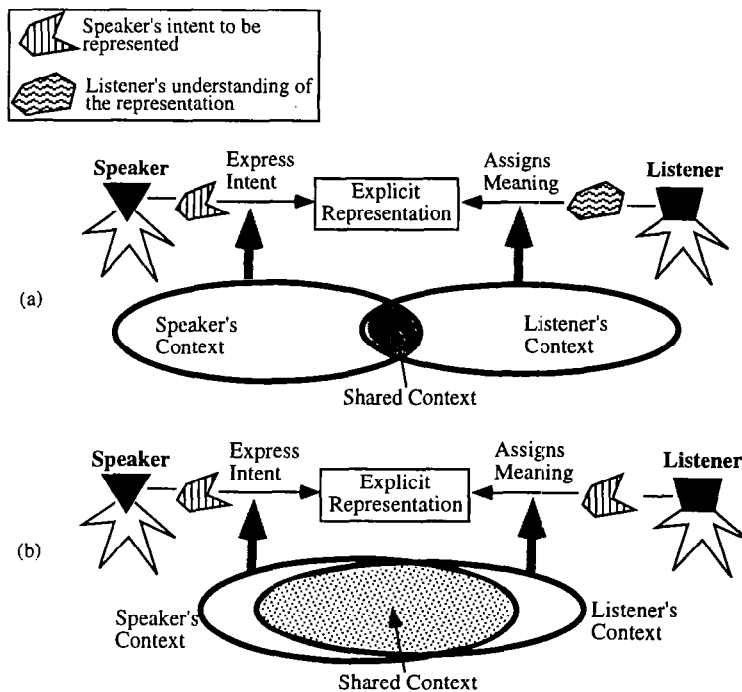 Speaker's intent to be
represented
Listener's understanding of
the representation
Speaker
Express
Intent
Explicit
Representation
Assigns
Meaning
Listener
(a)
Speaker's
Context
Listener's
Context
Shared Context
Speaker
Express
Intent
Explicit
Representation
Assigns
Meaning
Listener
(b)
Speaker's
Context
Listener's
Context
Shared Context